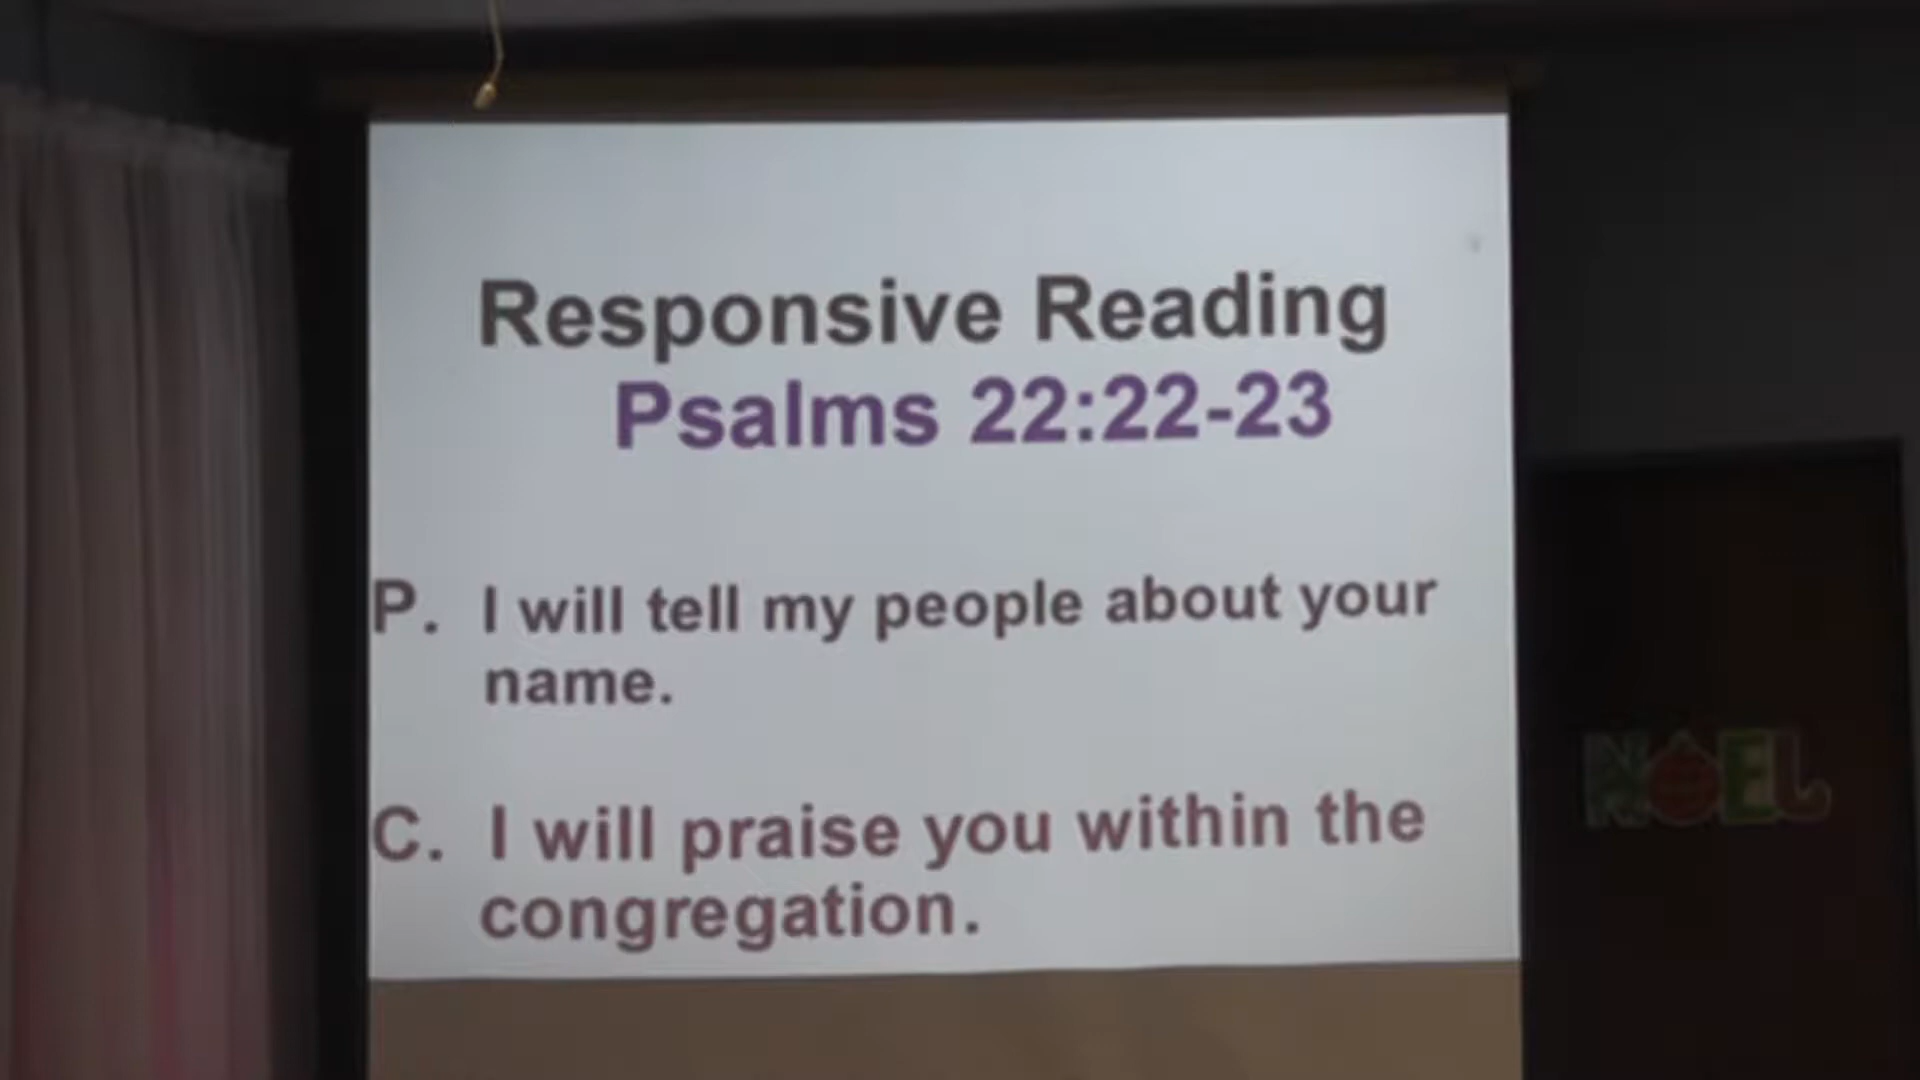 Responsive Reading
Psalms 22:22-23
P. I will tell my people about your
name.
C. I will praise you within the
congregation.
NOEL